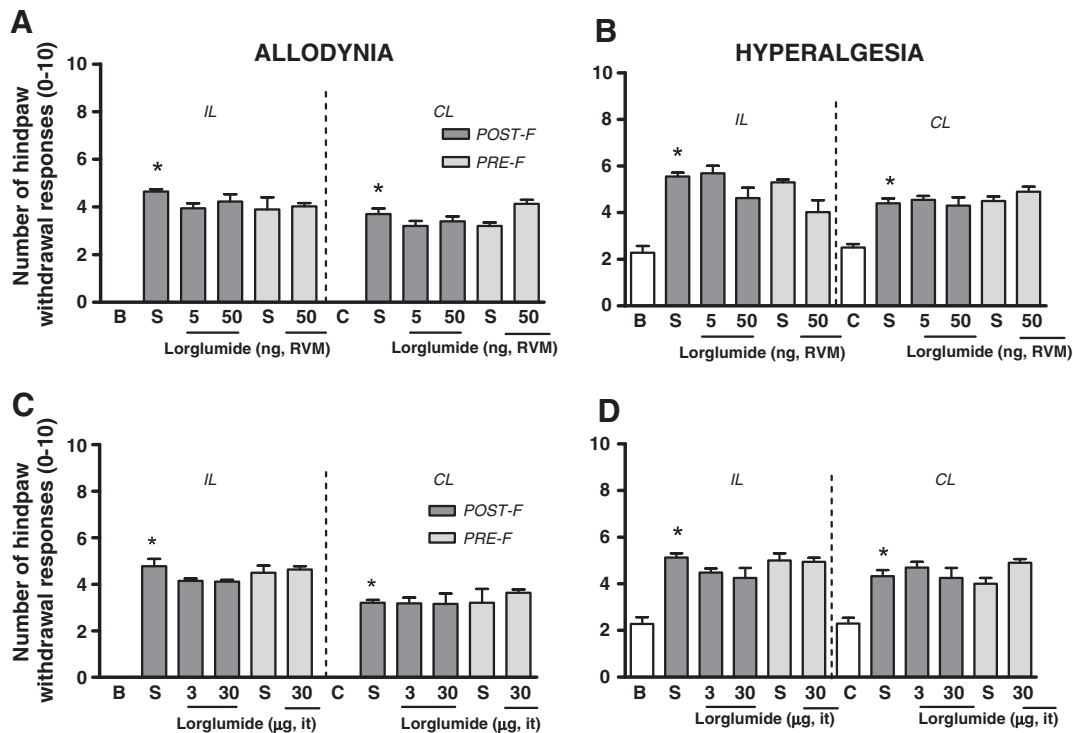 A
ALLODYNIA
Number of hindpaw
withdrawal responses (0-10)
10
8
6
4
2
0
IL
CL
POST-F
PRE-F
*
*
B S 5 50 S 50 C S 5 50 S 50
Lorglumide (ng, RVM) Lorglumide (ng, RVM)
B
HYPERALGESIA
10
8
6
4
2
0
IL
CL
*
*
B S 5 50 S 50 C S 5 50 S 50
Lorglumide (ng, RVM) Lorglumide (ng, RVM)
C
Number of hindpaw
withdrawal responses (0-10)
10
8
6
4
2
0
IL
CL
POST-F
PRE-F
*
*
B S 3 30 S 30 C S 3 30 S 30
Lorglumide (μg, it) Lorglumide (μg, it)
D
10
8
6
4
2
0
IL
CL
*
*
B S 3 30 S 30 C S 3 30 S 30
Lorglumide (μg, it) Lorglumide (μg, it)